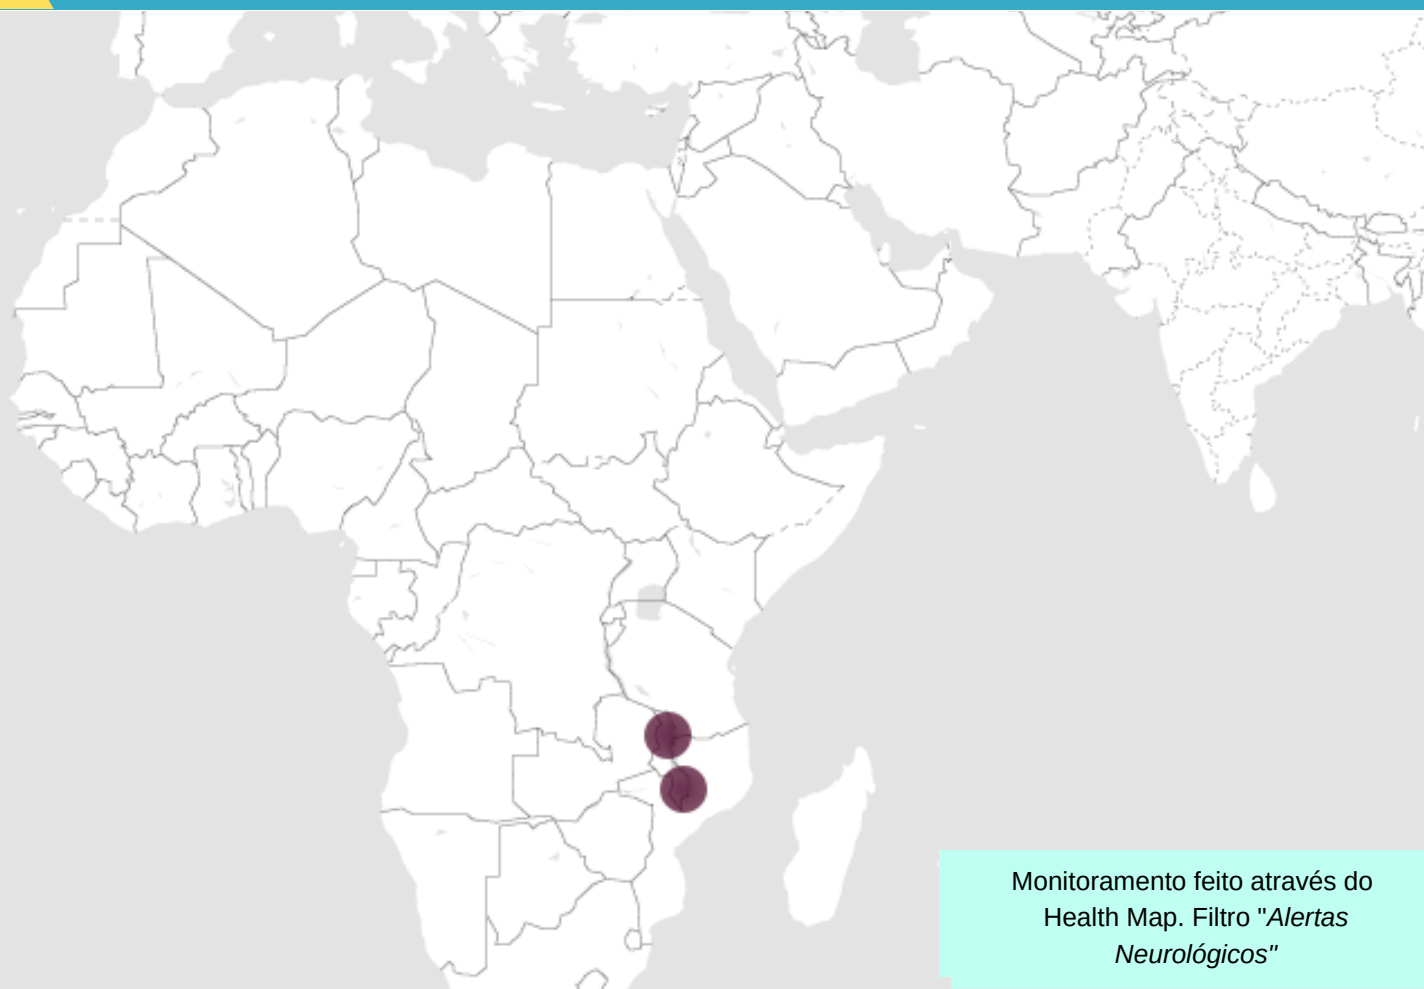 Monitoramento feito através do
Health Map. Filtro "Alertas
Neurológicos"